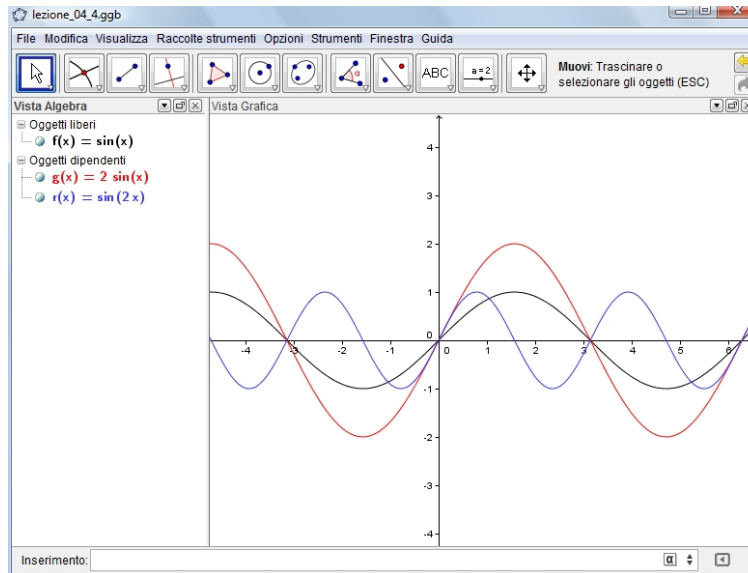 lezione_04_4.ggb
File Modifica Visualizza Raccolte strumenti Opzioni Strumenti Finestra Guida
ABC
a=2
Muovi: Trascinare o
selezionare gli oggetti (ESC)
Vista Algebra
Oggetti liberi
f(x) = sin(x)
Oggetti dipendenti
g(x) = 2 sin(x)
r(x) = sin(2 x)
Vista Grafica
4
3
2
1
0
-4 -3 -2 -1 0 1 2 3 4 5 6
-1
-2
-3
-4
Inserimento:
α